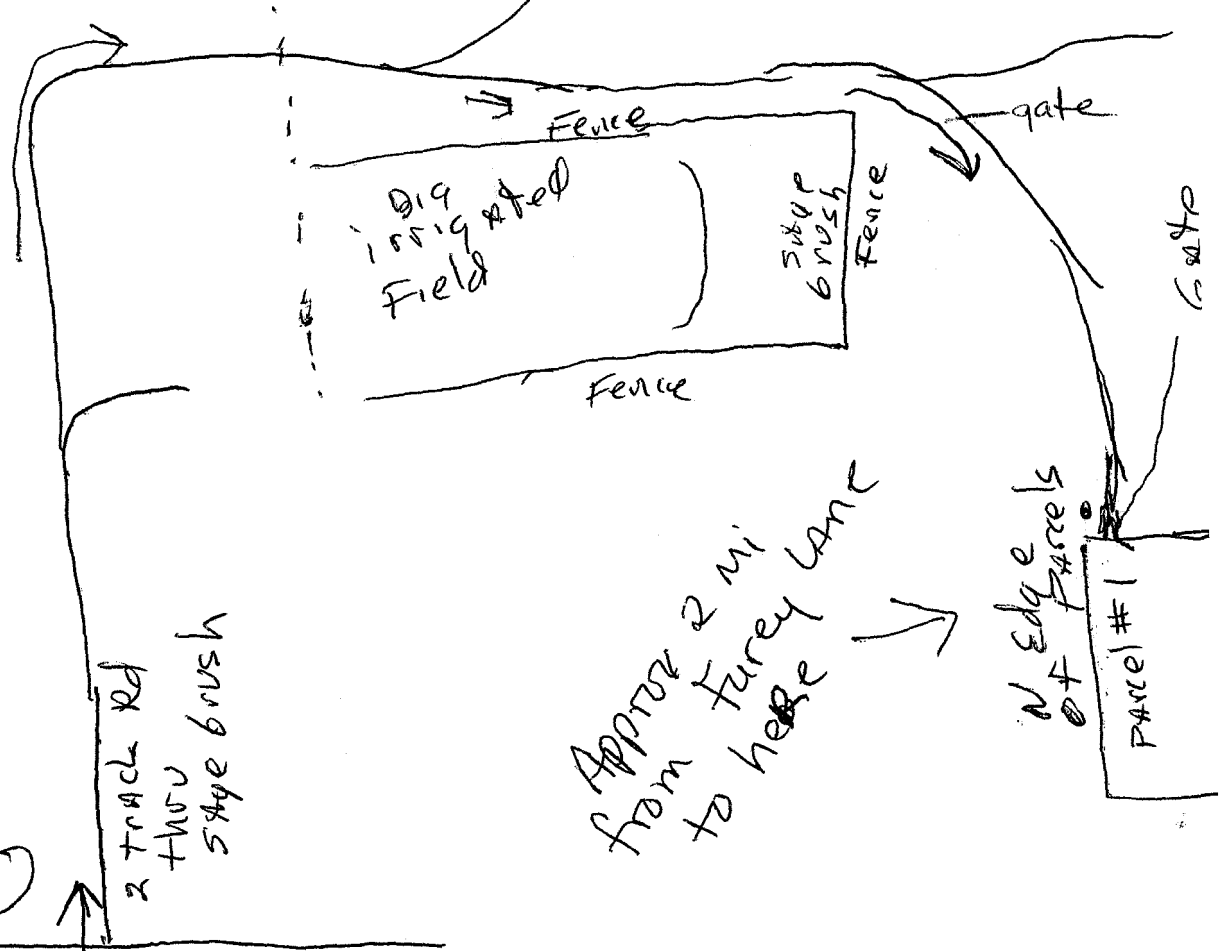 gate
Fence
Big
irrigated
Field
Sage
brush
Fence
Gate
Fence
Approx 2 mi
from Furey Lane
to here
N Edge
of Parcels
Parcel #1
2 Track Rd
thru
Sage brush